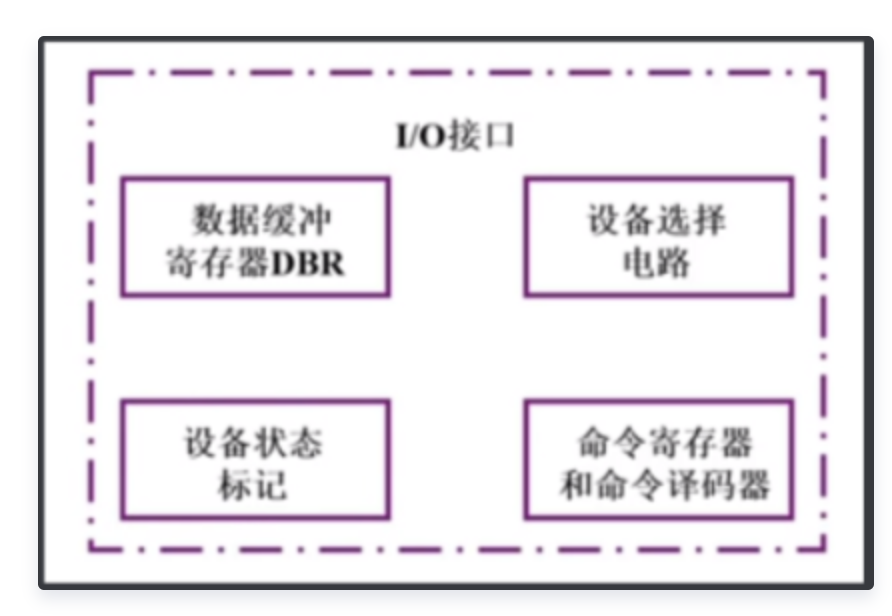 I/O接口
数据缓冲
寄存器DBR
设备选择
电路
设备状态
标记
命令寄存器
和命令译码器